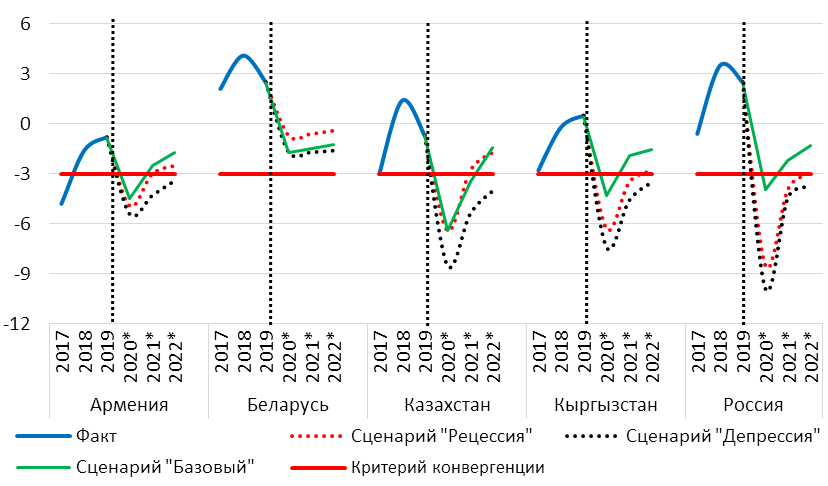 6
3
0
-3
-6
-9
-12
2017 2018 2019 2020* 2021* 2022* 2017 2018 2019 2020* 2021* 2022* 2017 2018 2019 2020* 2021* 2022* 2017 2018 2019 2020* 2021* 2022* 2017 2018 2019 2020* 2021* 2022*
Армения Беларусь Казахстан Кыргызстан Россия
Факт Сценарий "Рецессия" Сценарий "Депрессия"
Сценарий "Базовый" Критерий конвергенции